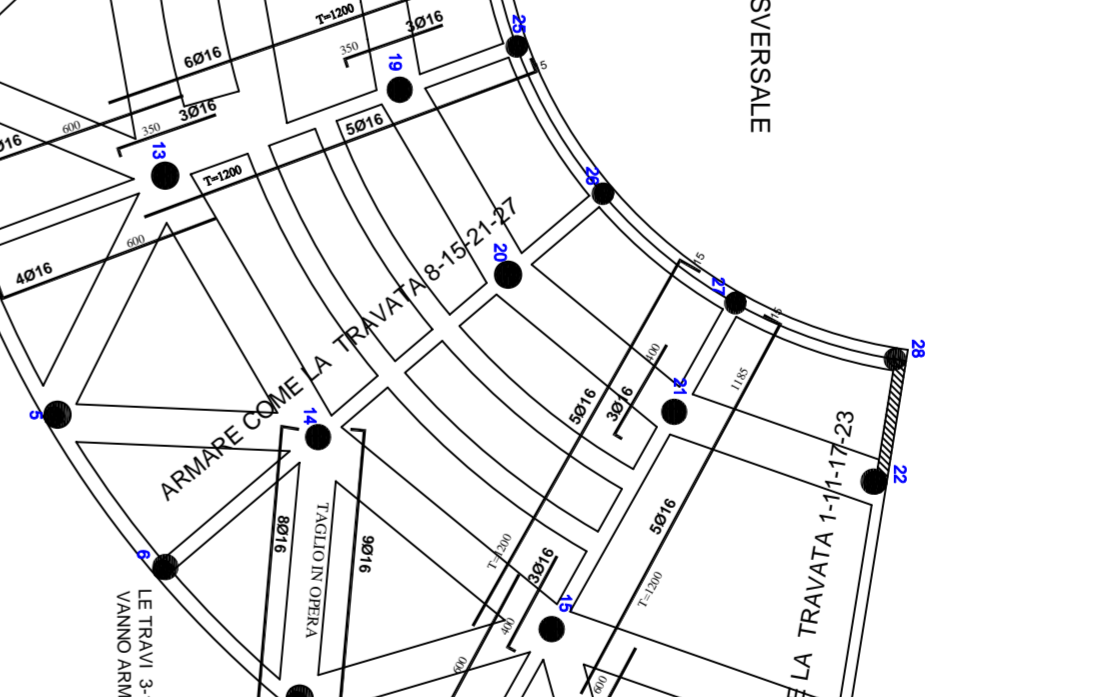 T=1200
3Ø16
350
25
SVERSALE
6Ø16
19
15
600
3Ø16
350
5Ø16
Ø16
13
T=1200
26
600
4Ø16
20
ARMARE COME LA TRAVATA 8-15-21-27
15
27
15
28
400
1185
21
3Ø16
5Ø16
5
14
22
LA TRAVATA 1-11-17-23
8Ø16
9Ø16
TAGLIO IN OPERA
5Ø16
T=1200
6
3Ø16
T=1200
15
400
LE TRAVI 3-
VANNO ARM
600
600